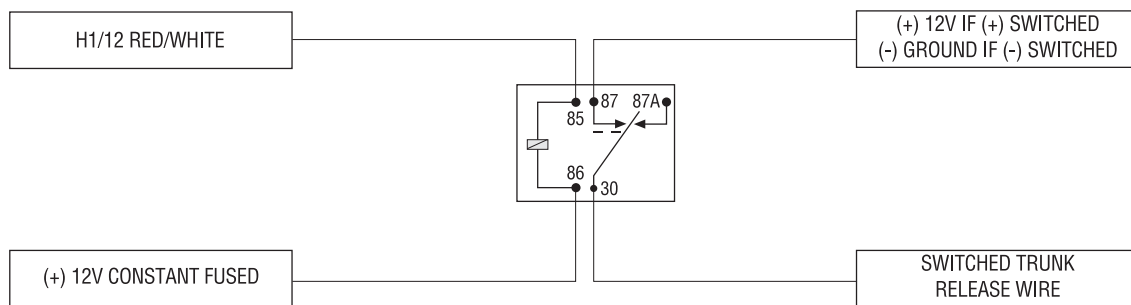 H1/12 RED/WHITE
(+) 12V IF (+) SWITCHED
(-) GROUND IF (-) SWITCHED
87 87A
85
86
30
(+) 12V CONSTANT FUSED
SWITCHED TRUNK
RELEASE WIRE